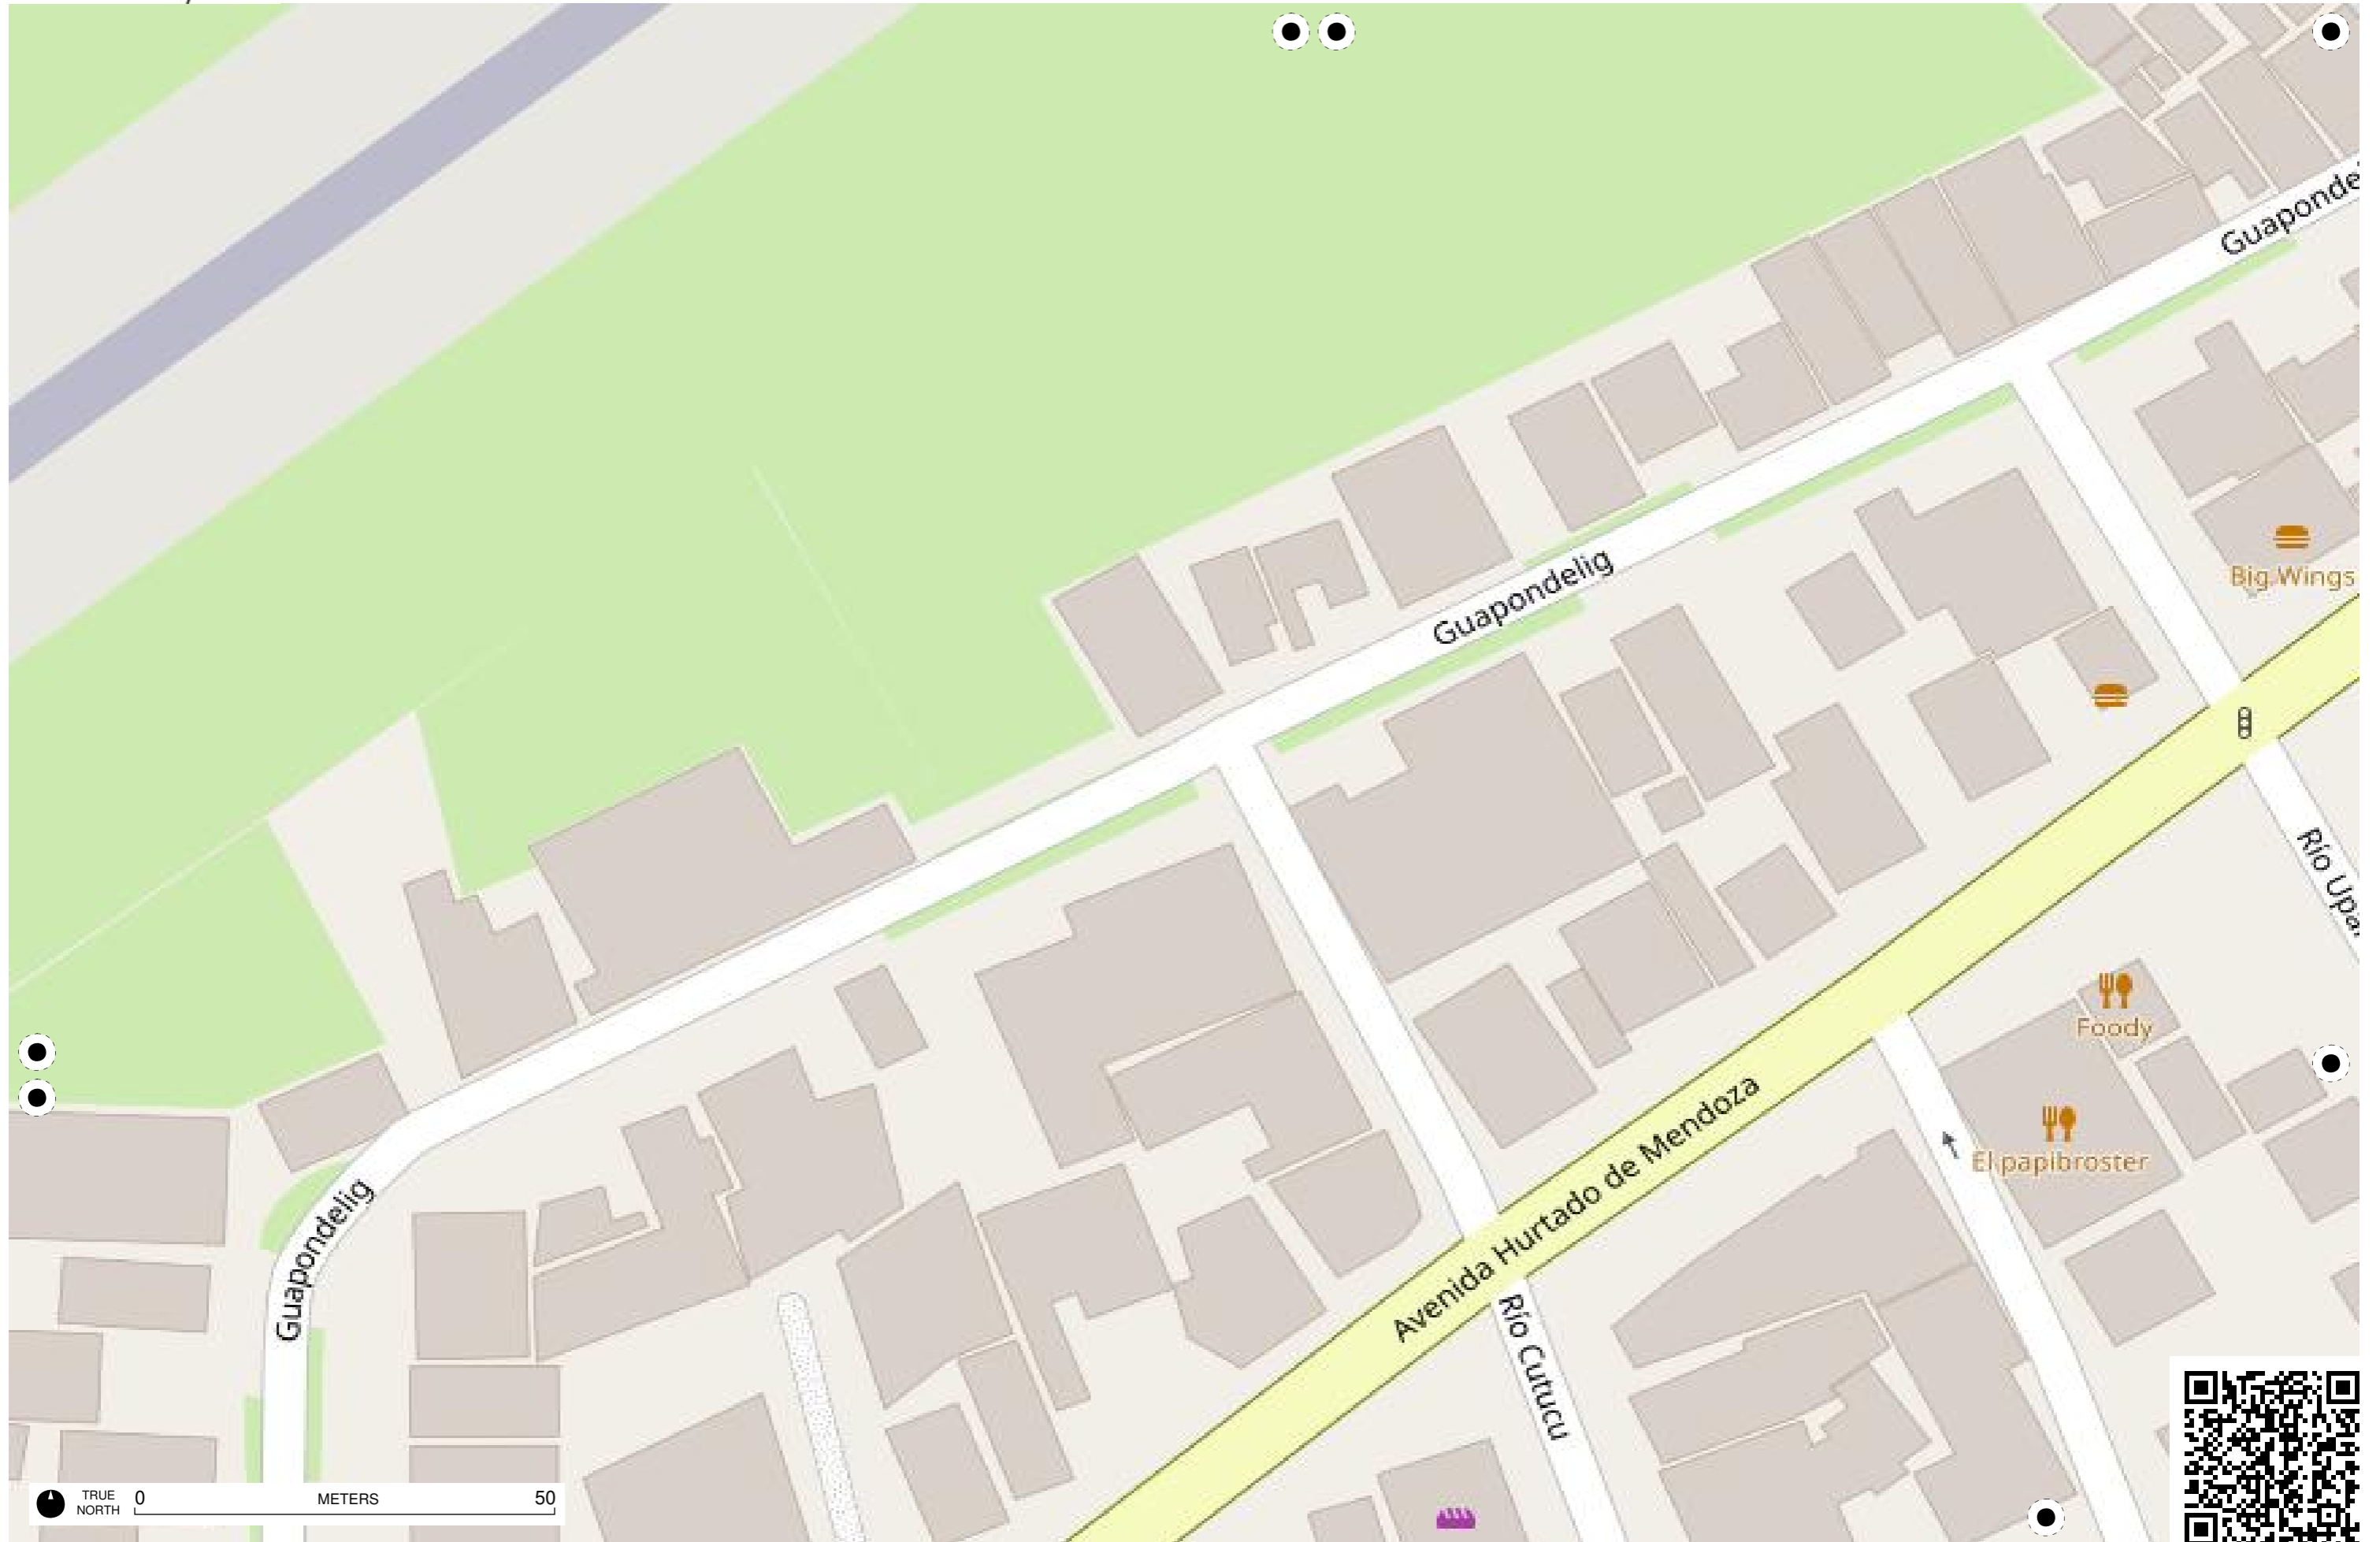 Guaponde
Guapondelig
Big Wings
Río Upa
Foody
Avenida Hurtado de Mendoza
El papibroster
Guapondelig
Río Cutucu
TRUE
NORTH
0 METERS 50